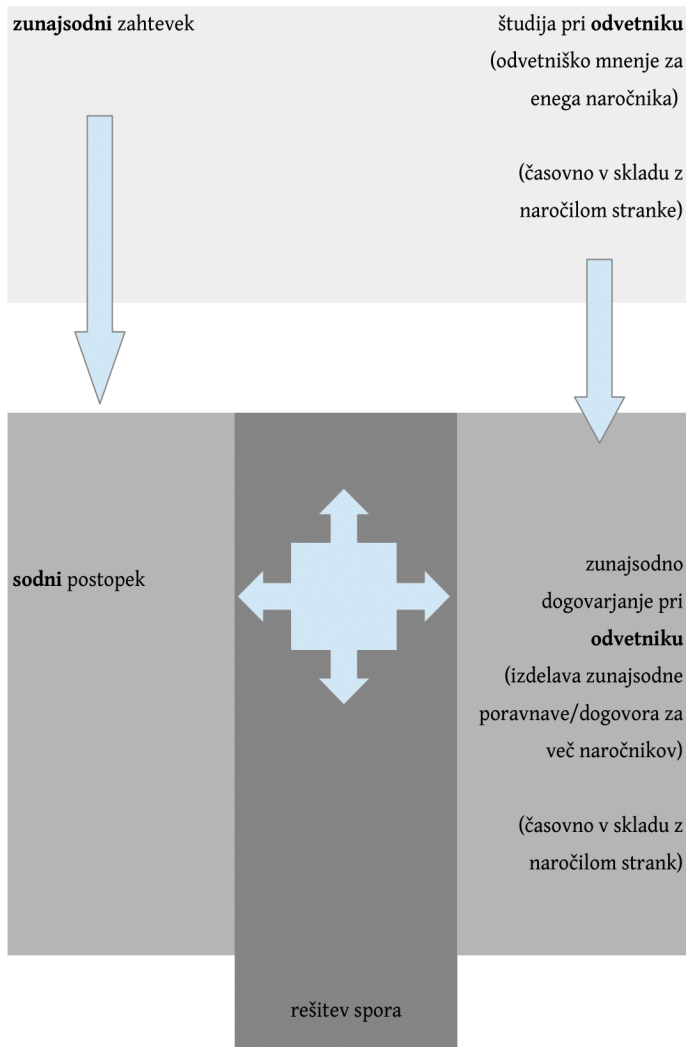 zunajsodni zahtevek
študija pri odvetniku
(odvetniško mnenje za
enega naročnika)
(časovno v skladu z
naročilom stranke)
sodni postopek
zunajsodno
dogovarjanje pri
odvetniku
(izdelava zunajsodne
poravnave/dogovora za
več naročnikov)
(časovno v skladu z
naročilom strank)
rešitev spora